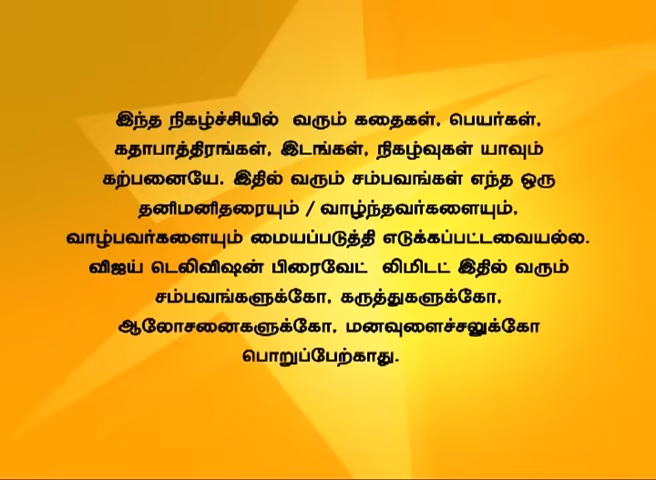 இந்த நிகழ்ச்சியில் வரும் கதைகள், பெயர்கள்,
கதாபாத்திரங்கள், இடங்கள், நிகழ்வுகள் யாவும்
கற்பனையே. இதில் வரும் சம்பவங்கள் எந்த ஒரு
தனிமனிதரையும் / வாழ்ந்தவர்களையும்,
வாழ்பவர்களையும் மையப்படுத்தி எடுக்கப்பட்டவையல்ல.
விஜய் டெலிவிஷன் பிரைவேட் லிமிடட் இதில் வரும்
சம்பவங்களுக்கோ, கருத்துகளுக்கோ,
ஆலோசனைகளுக்கோ, மனவுளைச்சலுக்கோ
பொறுப்பேற்காது.